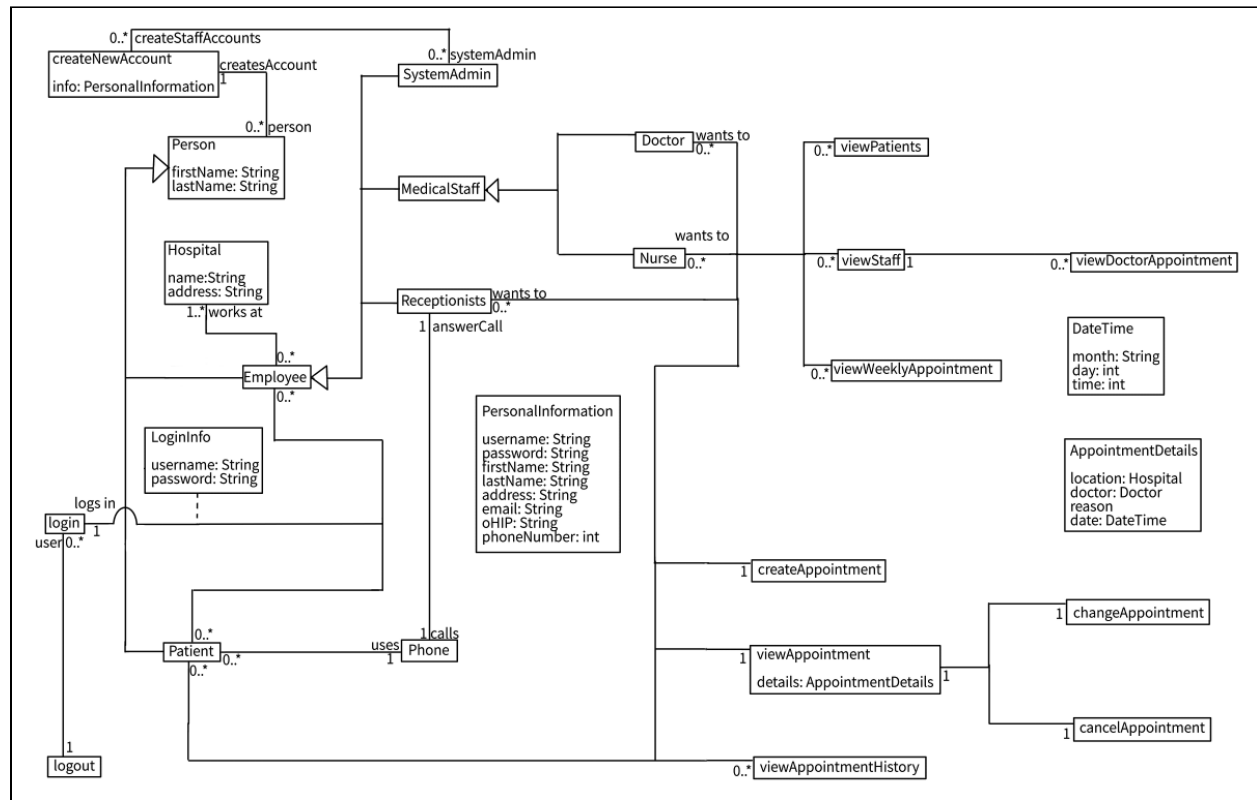 0..* createStaffAccounts
createNewAccount
info: PersonalInformation
createsAccount
1
0..* systemAdmin
SystemAdmin
0..* person
Person
firstName: String
lastName: String
Doctor
wants to
0..*
0..*
viewPatients
MedicalStaff
Hospital
name:String
address: String
1..* works at
Nurse
wants to
0..*
0..*
viewStaff
1
0..*
viewDoctorAppointment
Receptionists
wants to
0..*
1 answerCall
DateTime
month: String
day: int
time: int
0..*
Employee
0..*
0..*
viewWeeklyAppointment
PersonalInformation
username: String
password: String
firstName: String
lastName: String
address: String
email: String
oHIP: String
phoneNumber: int
LoginInfo
username: String
password: String
AppointmentDetails
location: Hospital
doctor: Doctor
reason
date: DateTime
logs in
login
1
user 0..*
1
createAppointment
1
changeAppointment
0..*
Patient
0..*
0..*
uses
1
1 calls
Phone
1
viewAppointment
details: AppointmentDetails
1
1
cancelAppointment
1
logout
0..*
viewAppointmentHistory